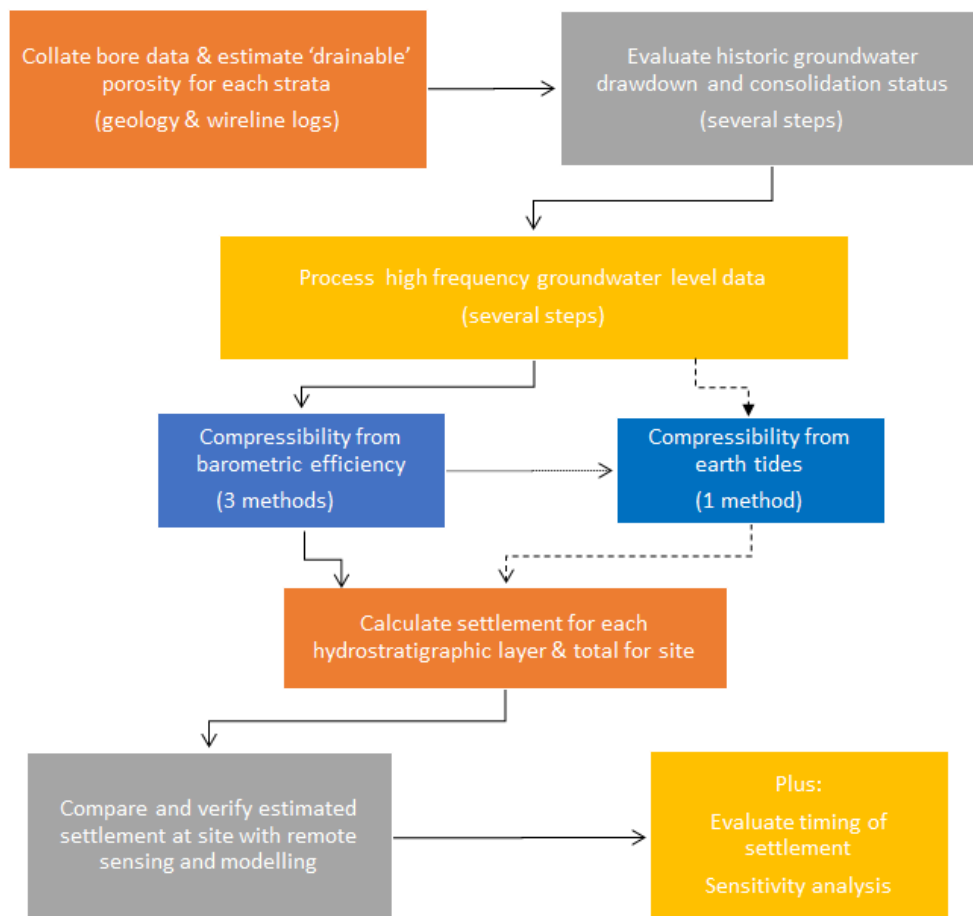 Collate bore data & estimate ‘drainable’
porosity for each strata
(geology & wireline logs)
Evaluate historic groundwater
drawdown and consolidation status
(several steps)
Process high frequency groundwater level data
(several steps)
Compressibility from
barometric efficiency
(3 methods)
Compressibility from
earth tides
(1 method)
Calculate settlement for each
hydrostratigraphic layer & total for site
Compare and verify estimated
settlement at site with remote
sensing and modelling
Plus:
Evaluate timing of
settlement
Sensitivity analysis